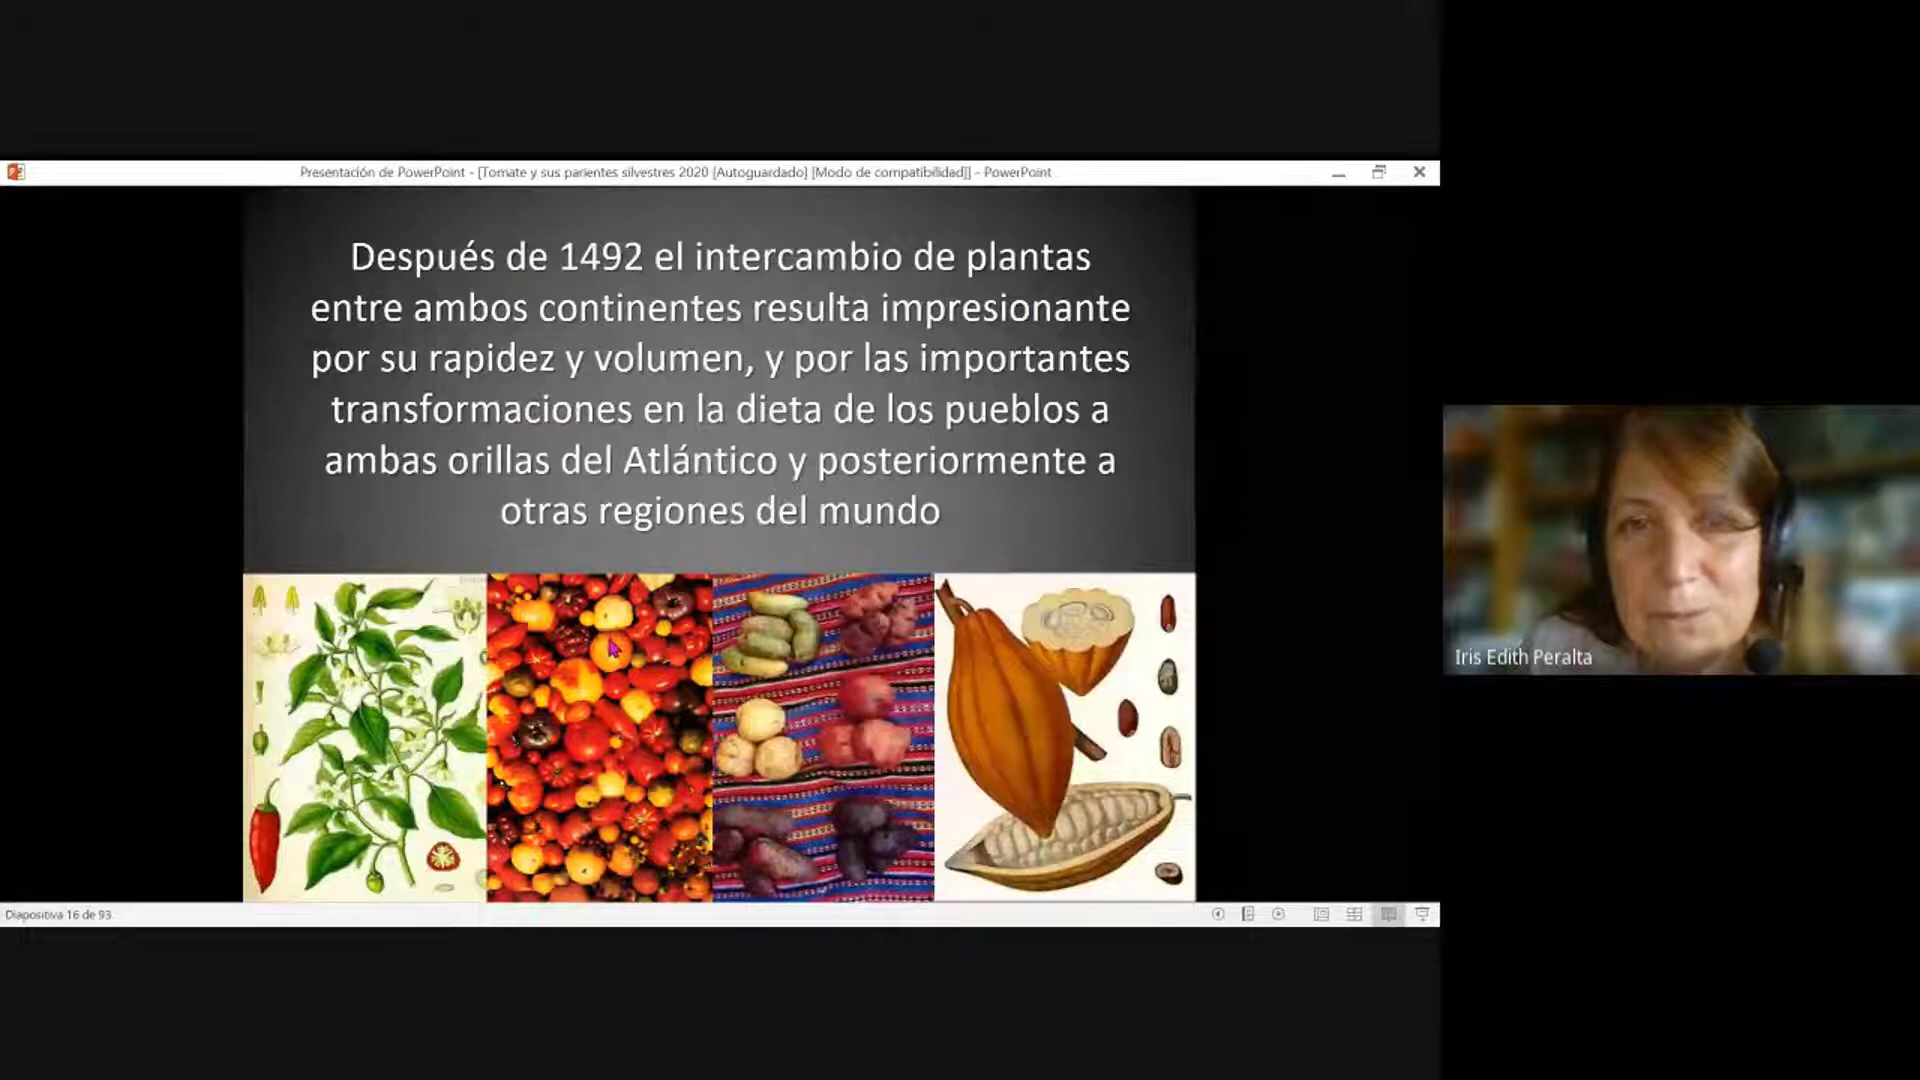 Presentación de PowerPoint - [Tomate y sus parientes silvestres 2020 [Autoguardado] [Modo de compatibilidad]] - PowerPoint
Después de 1492 el intercambio de plantas
entre ambos continentes resulta impresionante
por su rapidez y volumen, y por las importantes
transformaciones en la dieta de los pueblos a
ambas orillas del Atlántico y posteriormente a
otras regiones del mundo
Iris Edith Peralta
Diapositiva 16 de 93